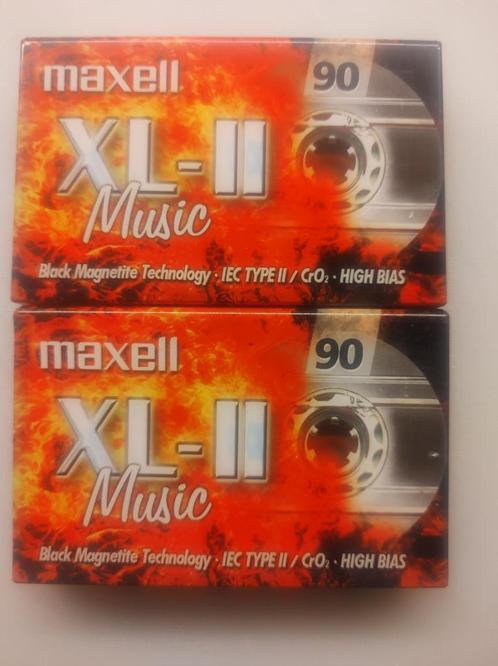 maxell 90
XL-II
Music
Black Magnetite Technology · IEC TYPE II / CrO₂ · HIGH BIAS
maxell 90
XL-II
Music
Black Magnetite Technology · IEC TYPE II / CrO₂ · HIGH BIAS